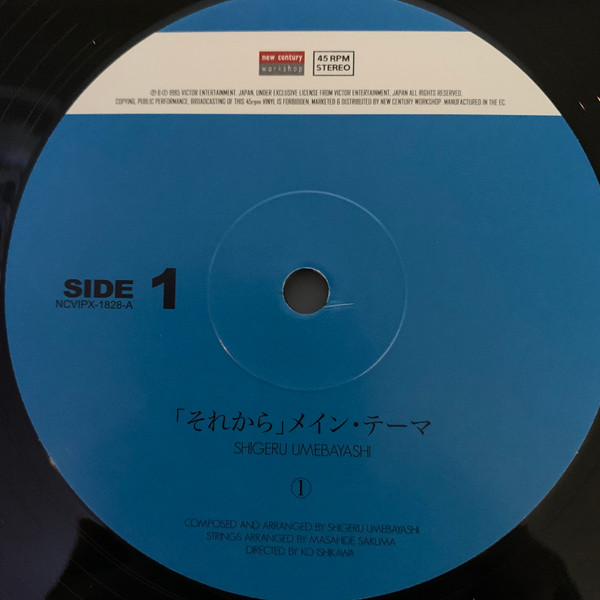 new century
workshop
45 RPM
STEREO
Ⓟ & © 1985 VICTOR ENTERTAINMENT, JAPAN, UNDER EXCLUSIVE LICENSE FROM VICTOR ENTERTAINMENT, JAPAN ALL RIGHTS RESERVED.
COPYING, PUBLIC PERFORMANCE, BROADCASTING OF THIS 45rpm VINYL IS FORBIDDEN. MARKETED & DISTRIBUTED BY NEW CENTURY WORKSHOP. MANUFACTURED IN THE EC.
SIDE 1
NCVIPX-1828-A
「それから」メイン・テーマ
SHIGERU UMEBAYASHI
①
COMPOSED AND ARRANGED BY SHIGERU UMEBAYASHI
STRINGS ARRANGED BY MASAHIDE SAKUMA
DIRECTED BY KO ISHIKAWA